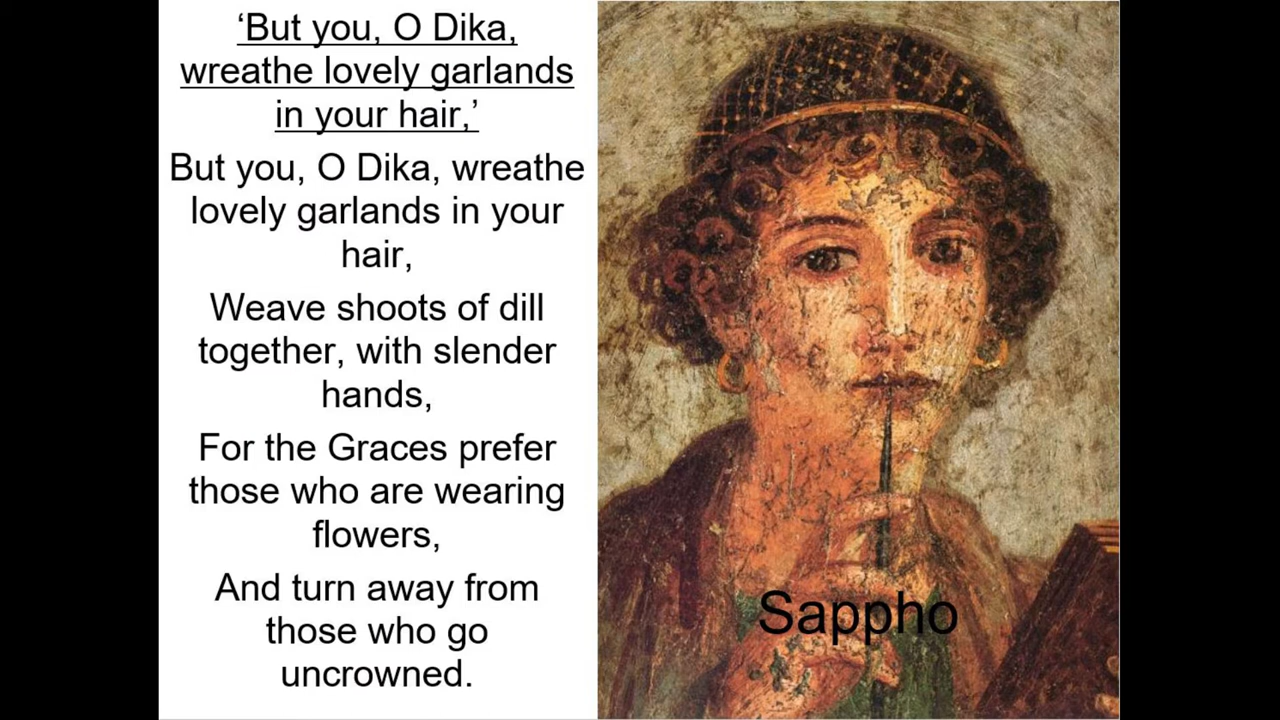 ‘But you, O Dika,
wreathe lovely garlands
in your hair,’
But you, O Dika, wreathe
lovely garlands in your
hair,
Weave shoots of dill
together, with slender
hands,
For the Graces prefer
those who are wearing
flowers,
And turn away from
those who go
uncrowned.
Sappho